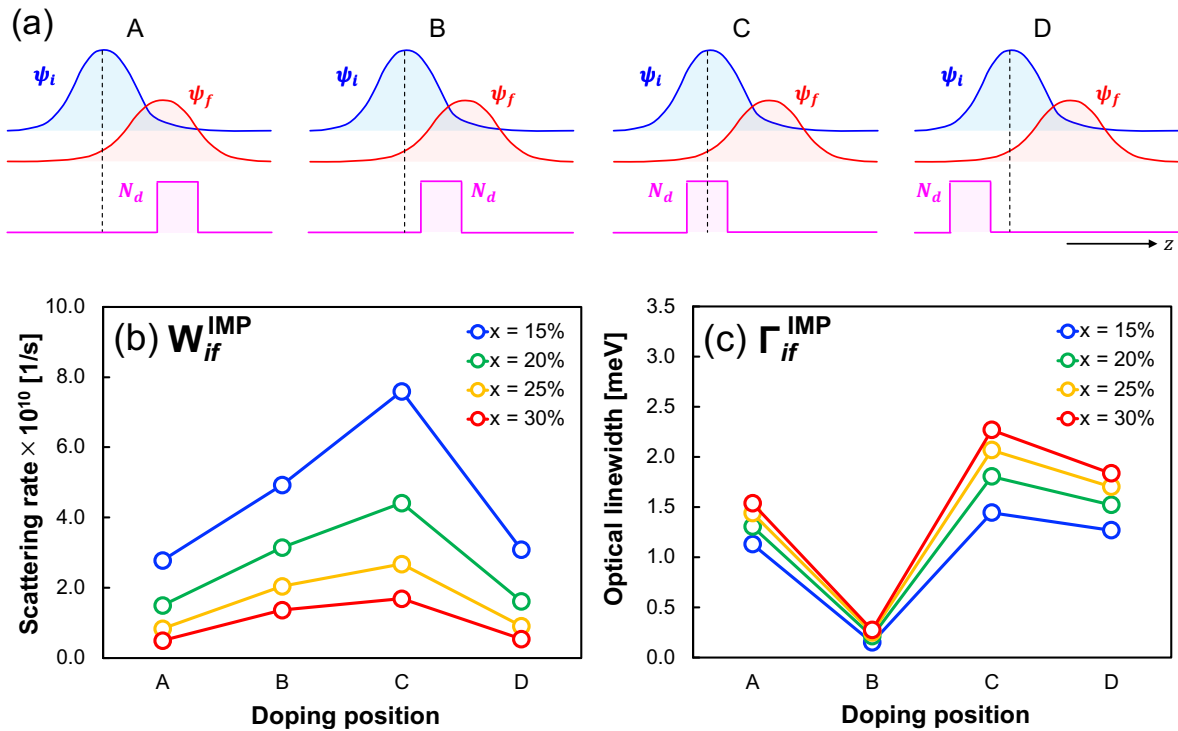 (a)
A
B
C
D
ψi
ψf
Nd
ψi
ψf
Nd
ψi
ψf
Nd
ψi
ψf
Nd
z
(b) W_if^IMP
x = 15%
x = 20%
x = 25%
x = 30%
Scattering rate × 10^10 [1/s]
10.0
8.0
6.0
4.0
2.0
0.0
A
B
C
D
Doping position
(c) Γ_if^IMP
x = 15%
x = 20%
x = 25%
x = 30%
Optical linewidth [meV]
3.5
3.0
2.5
2.0
1.5
1.0
0.5
0.0
A
B
C
D
Doping position